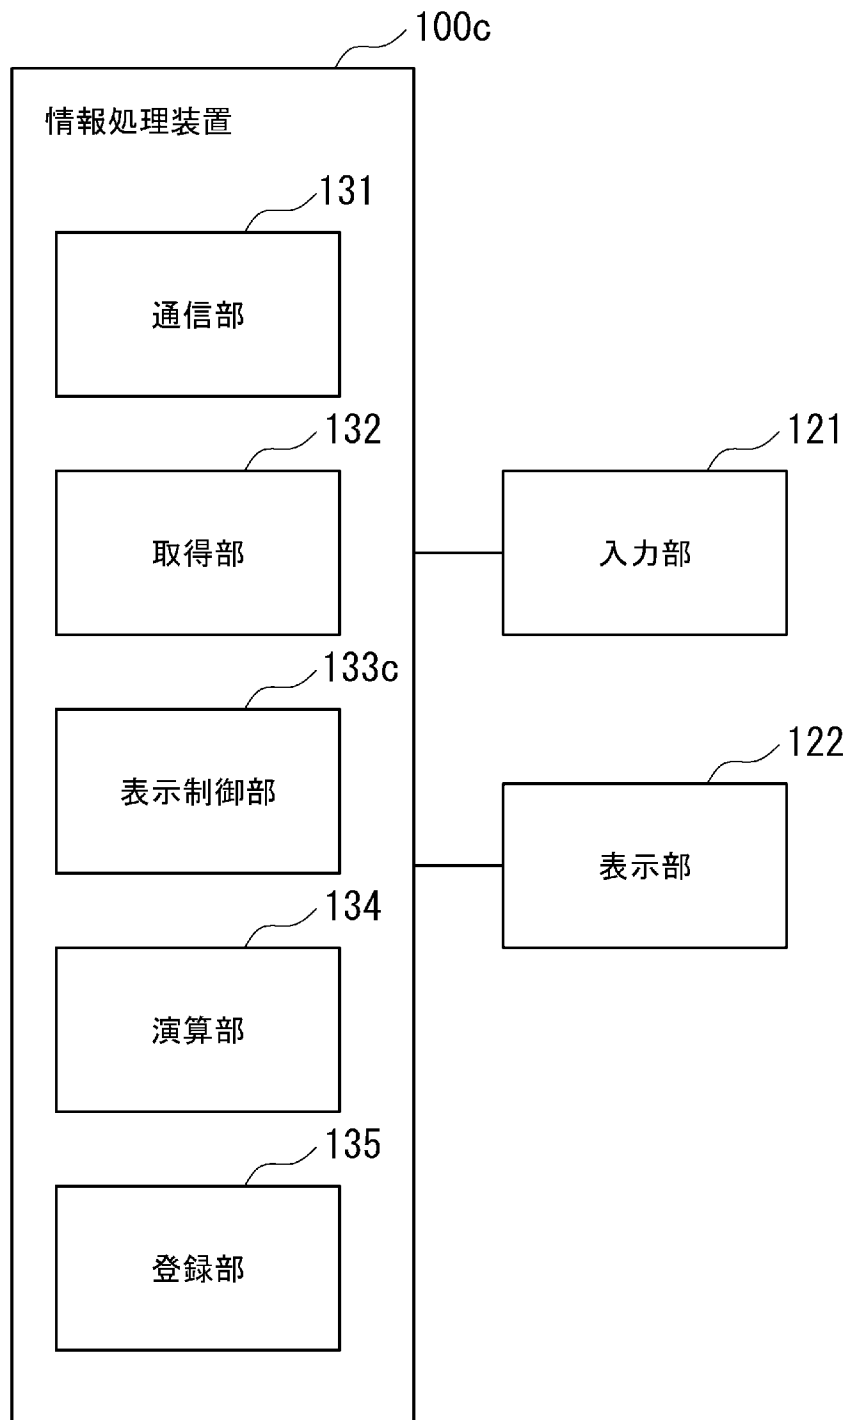 100c
情報処理装置
131
通信部
132
取得部
121
入力部
133c
表示制御部
122
表示部
134
演算部
135
登録部